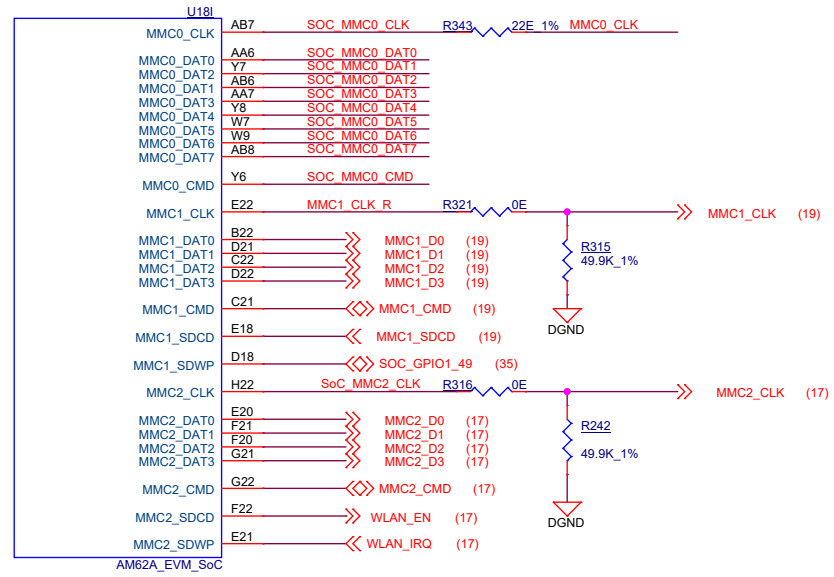 U18I
MMC0_CLK AB7 SOC_MMC0_CLK R343 22E_1% MMC0_CLK
MMC0_DAT0 AA6 SOC_MMC0_DAT0
MMC0_DAT2 Y7 SOC_MMC0_DAT1
MMC0_DAT1 AB6 SOC_MMC0_DAT2
MMC0_DAT3 AA7 SOC_MMC0_DAT3
MMC0_DAT4 Y8 SOC_MMC0_DAT4
MMC0_DAT5 W7 SOC_MMC0_DAT5
MMC0_DAT6 W9 SOC_MMC0_DAT6
MMC0_DAT7 AB8 SOC_MMC0_DAT7
MMC0_CMD Y6 SOC_MMC0_CMD
MMC1_CLK E22 MMC1_CLK_R R321 0E MMC1_CLK (19)
MMC1_DAT0 B22 MMC1_D0 (19)
MMC1_DAT1 D21 MMC1_D1 (19)
MMC1_DAT2 C22 MMC1_D2 (19)
MMC1_DAT3 D22 MMC1_D3 (19)
R315
49.9K_1%
MMC1_CMD C21 MMC1_CMD (19)
DGND
MMC1_SDCD E18 MMC1_SDCD (19)
MMC1_SDWP D18 SOC_GPIO1_49 (35)
MMC2_CLK H22 SoC_MMC2_CLK R316 0E MMC2_CLK (17)
MMC2_DAT0 E20 MMC2_D0 (17)
MMC2_DAT1 F21 MMC2_D1 (17)
MMC2_DAT2 F20 MMC2_D2 (17)
MMC2_DAT3 G21 MMC2_D3 (17)
R242
49.9K_1%
MMC2_CMD G22 MMC2_CMD (17)
MMC2_SDCD F22 WLAN_EN (17)
DGND
MMC2_SDWP E21 WLAN_IRQ (17)
AM62A_EVM_SoC